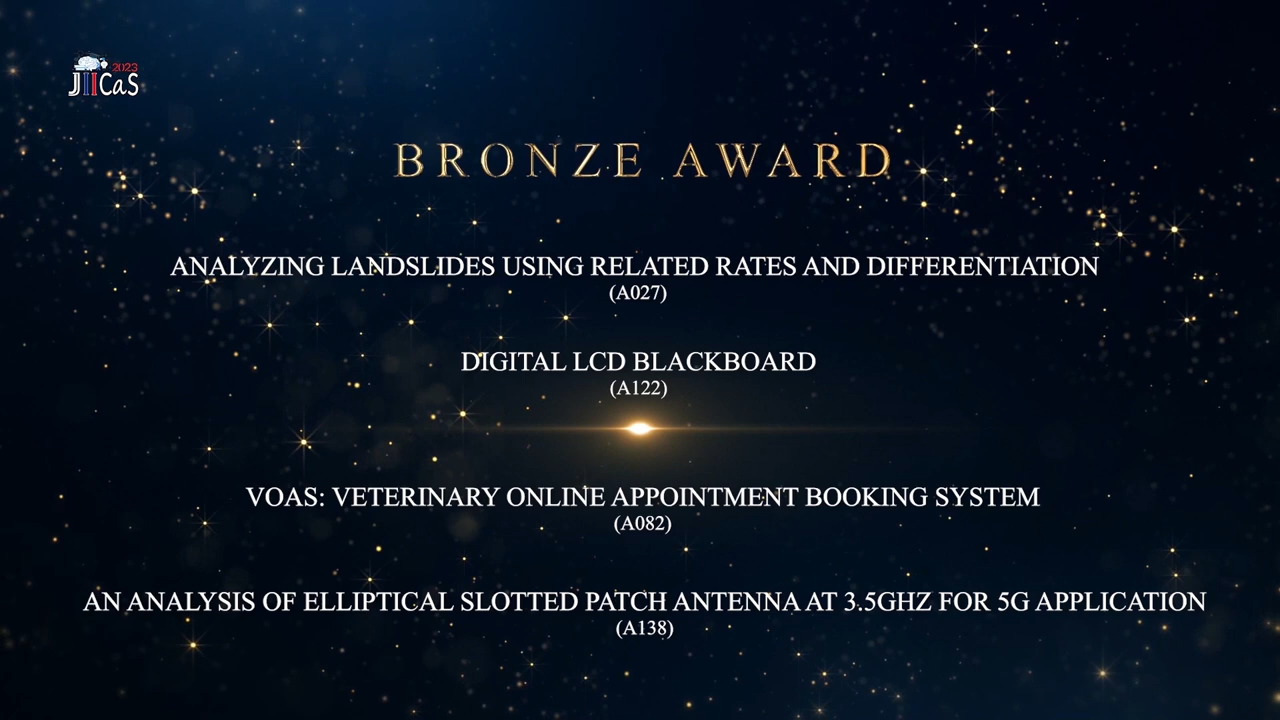 2023
JIICaS
BRONZE AWARD
ANALYZING LANDSLIDES USING RELATED RATES AND DIFFERENTIATION
(A027)
DIGITAL LCD BLACKBOARD
(A122)
VOAS: VETERINARY ONLINE APPOINTMENT BOOKING SYSTEM
(A082)
AN ANALYSIS OF ELLIPTICAL SLOTTED PATCH ANTENNA AT 3.5GHZ FOR 5G APPLICATION
(A138)